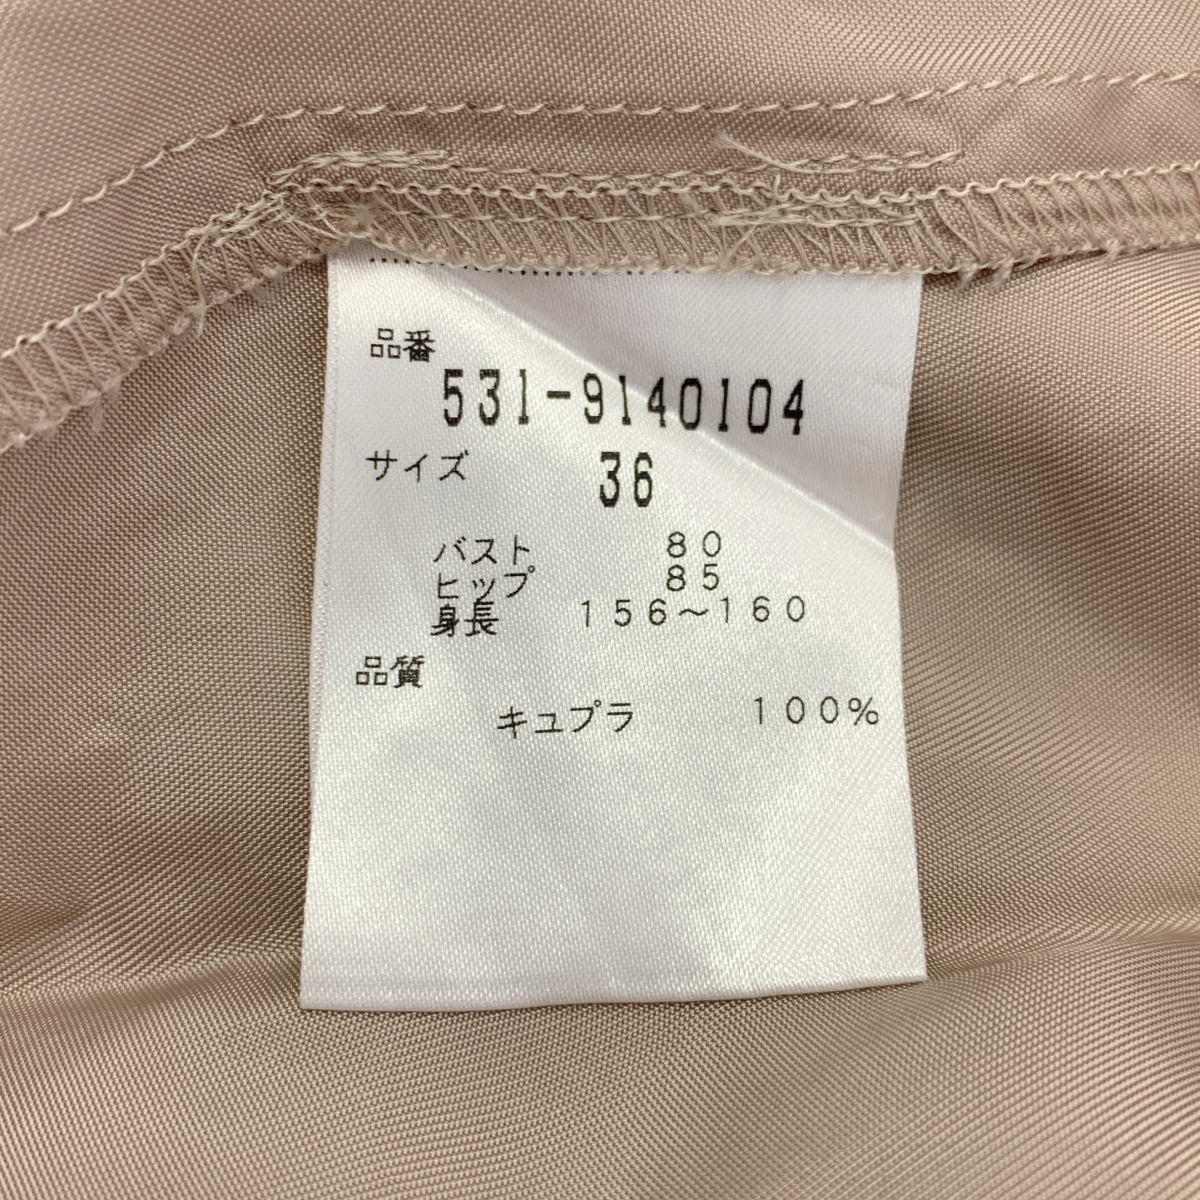 品番
531-9140104
サイズ 36
バスト 80
ヒップ 85
身長 156～160
品質
キュプラ 100%